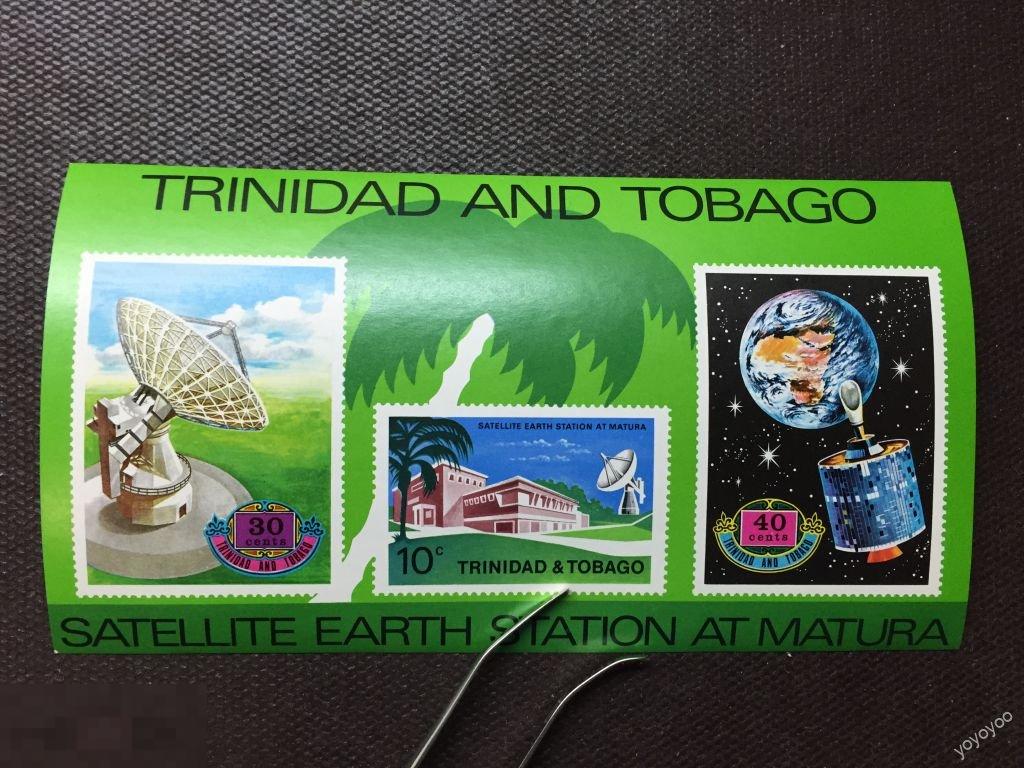 TRINIDAD AND TOBAGO
30
cents
TRINIDAD AND TOBAGO
SATELLITE EARTH STATION AT MATURA
10c
TRINIDAD & TOBAGO
40
cents
TRINIDAD AND TOBAGO
SATELLITE EARTH STATION AT MATURA
yoyoyoo